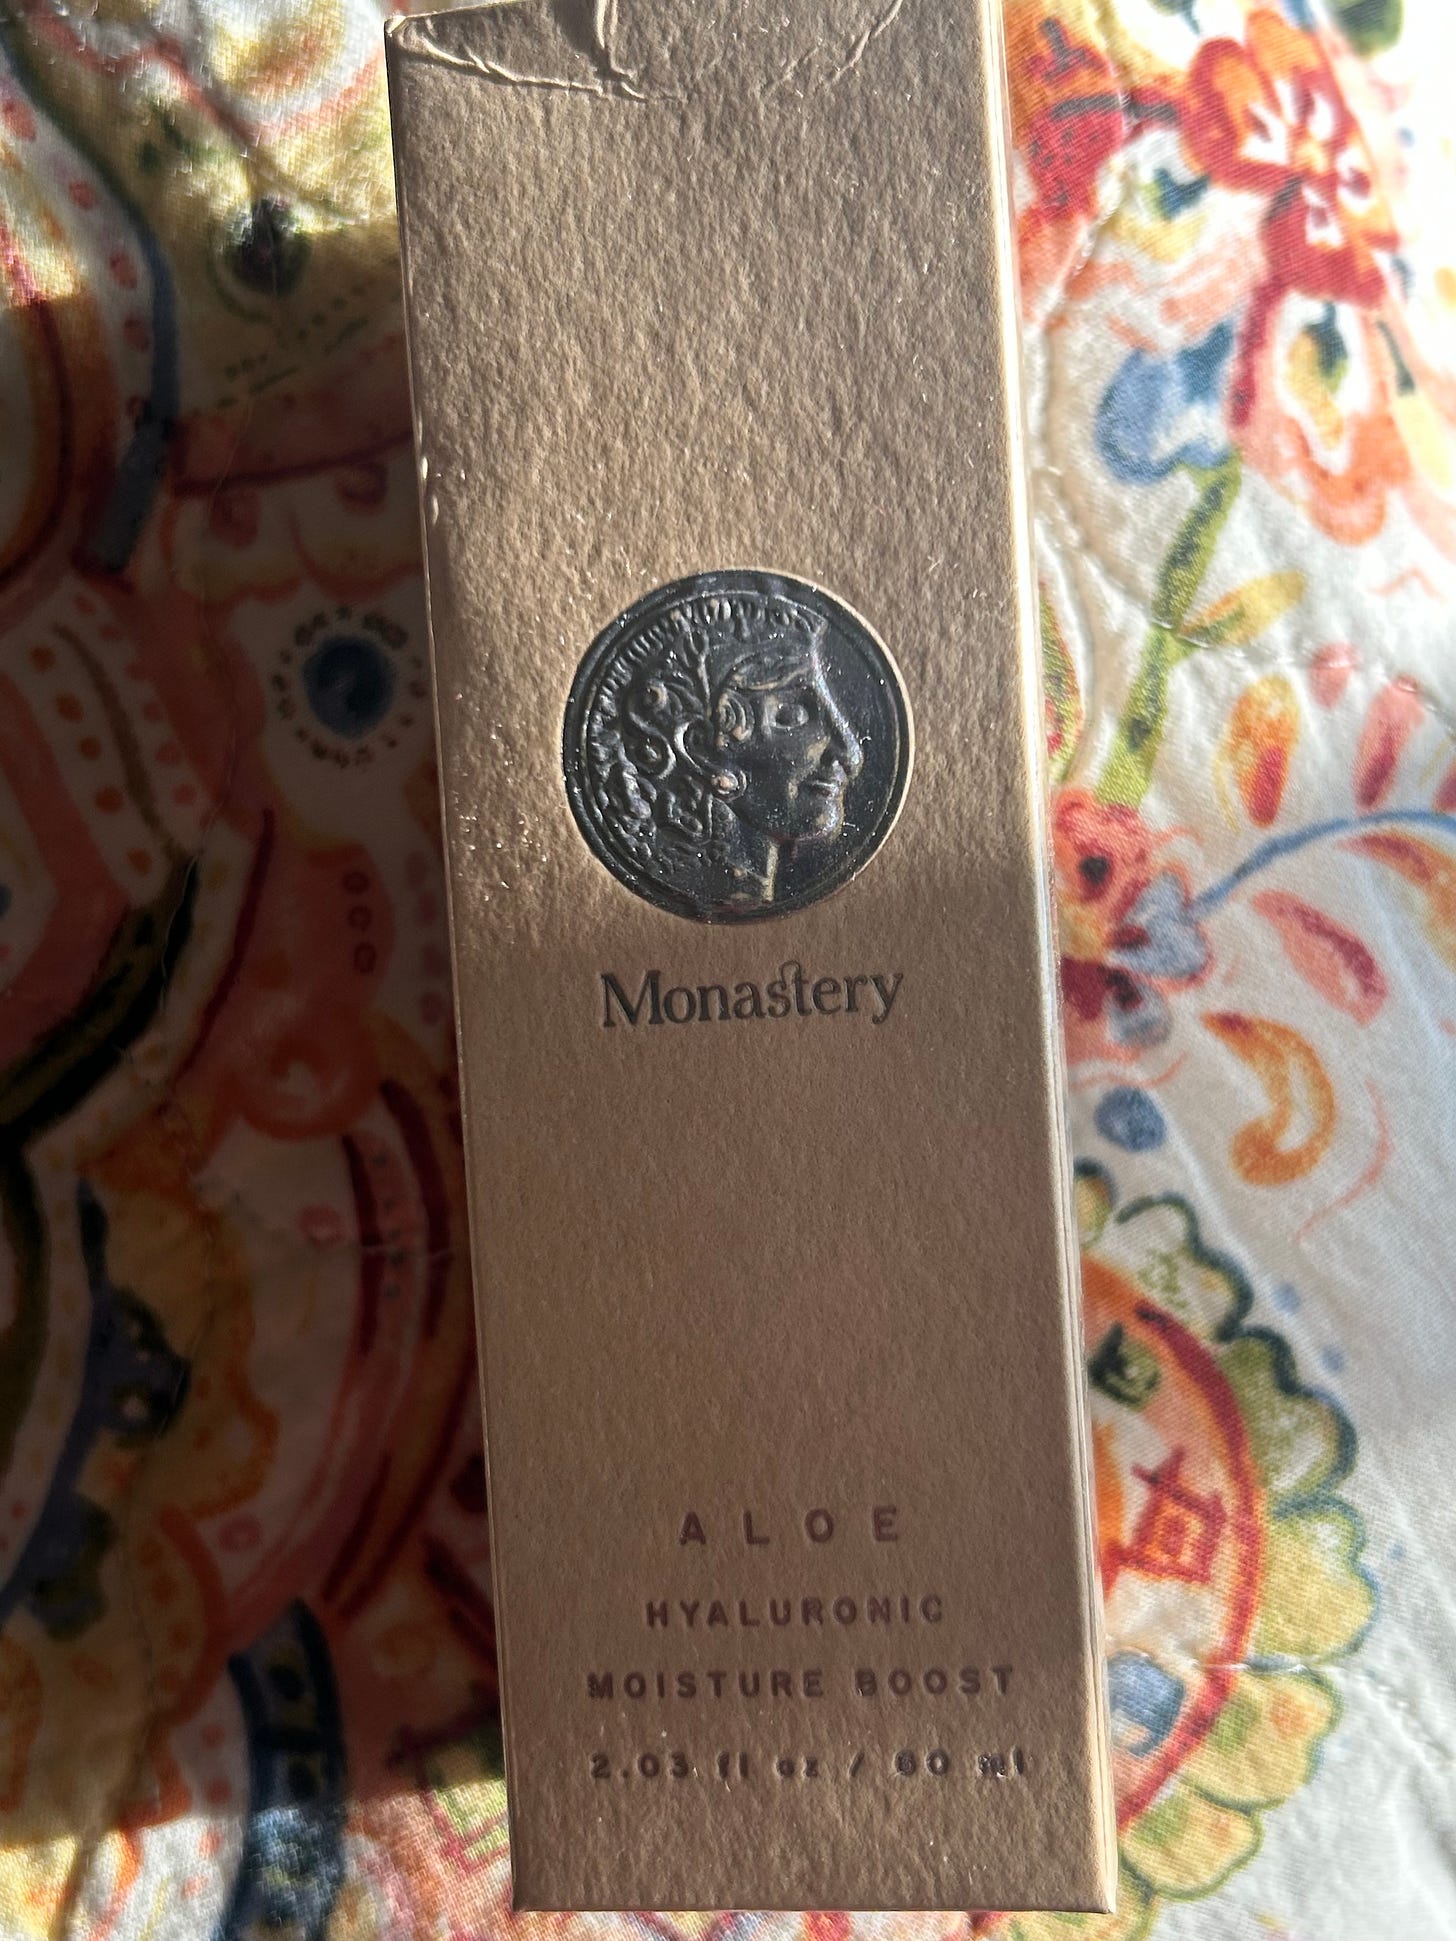 Monastery
ALOE
HYALURONIC
MOISTURE BOOST
2.03 fl oz / 60 ml